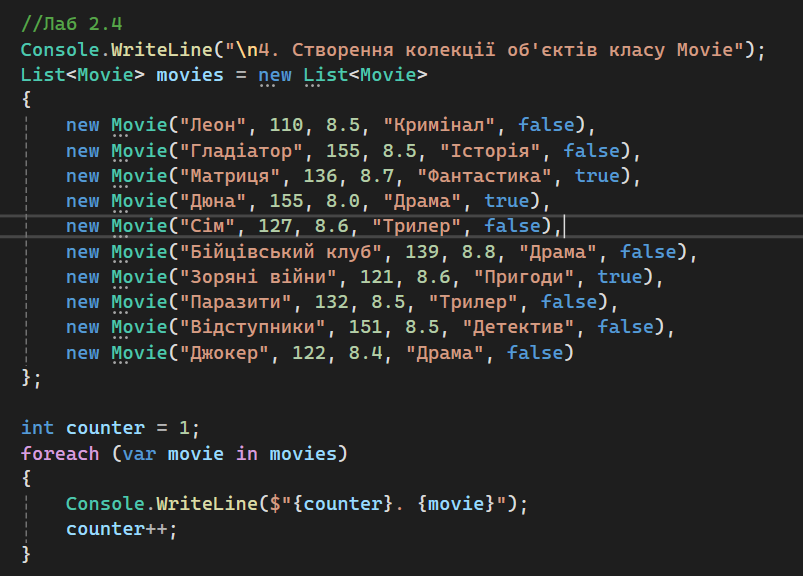 //Лаб 2.4
Console.WriteLine("\n4. Створення колекції об'єктів класу Movie");
List<Movie> movies = new List<Movie>
{
    new Movie("Леон", 110, 8.5, "Кримінал", false),
    new Movie("Гладіатор", 155, 8.5, "Історія", false),
    new Movie("Матриця", 136, 8.7, "Фантастика", true),
    new Movie("Дюна", 155, 8.0, "Драма", true),
    new Movie("Сім", 127, 8.6, "Трилер", false),
    new Movie("Бійцівський клуб", 139, 8.8, "Драма", false),
    new Movie("Зоряні війни", 121, 8.6, "Пригоди", true),
    new Movie("Паразити", 132, 8.5, "Трилер", false),
    new Movie("Відступники", 151, 8.5, "Детектив", false),
    new Movie("Джокер", 122, 8.4, "Драма", false)
};

int counter = 1;
foreach (var movie in movies)
{
    Console.WriteLine($"{counter}. {movie}");
    counter++;
}